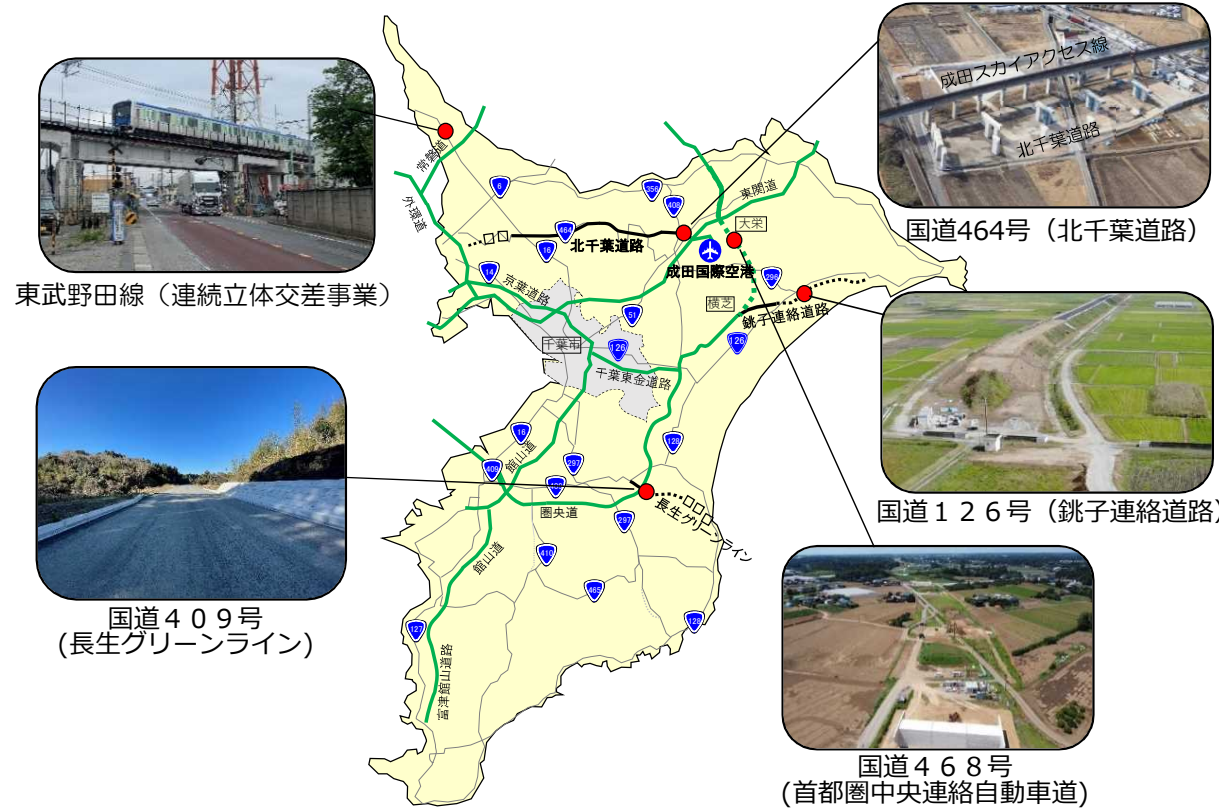 成田スカイアクセス線
北千葉道路
国道464号（北千葉道路）
東武野田線（連続立体交差事業）
常磐道
外環道
6
356
408
東関道
464
北千葉道路
16
大栄
成田国際空港
14
京葉道路
296
横芝
銚子連絡道路
51
千葉市
126
126
千葉東金道路
国道１２６号（銚子連絡道路）
16
館山道
128
409
297
圏央道
長生グリーンライン
297
410
館山道
465
127
128
富津館山道路
国道４０９号
(長生グリーンライン)
国道４６８号
(首都圏中央連絡自動車道)